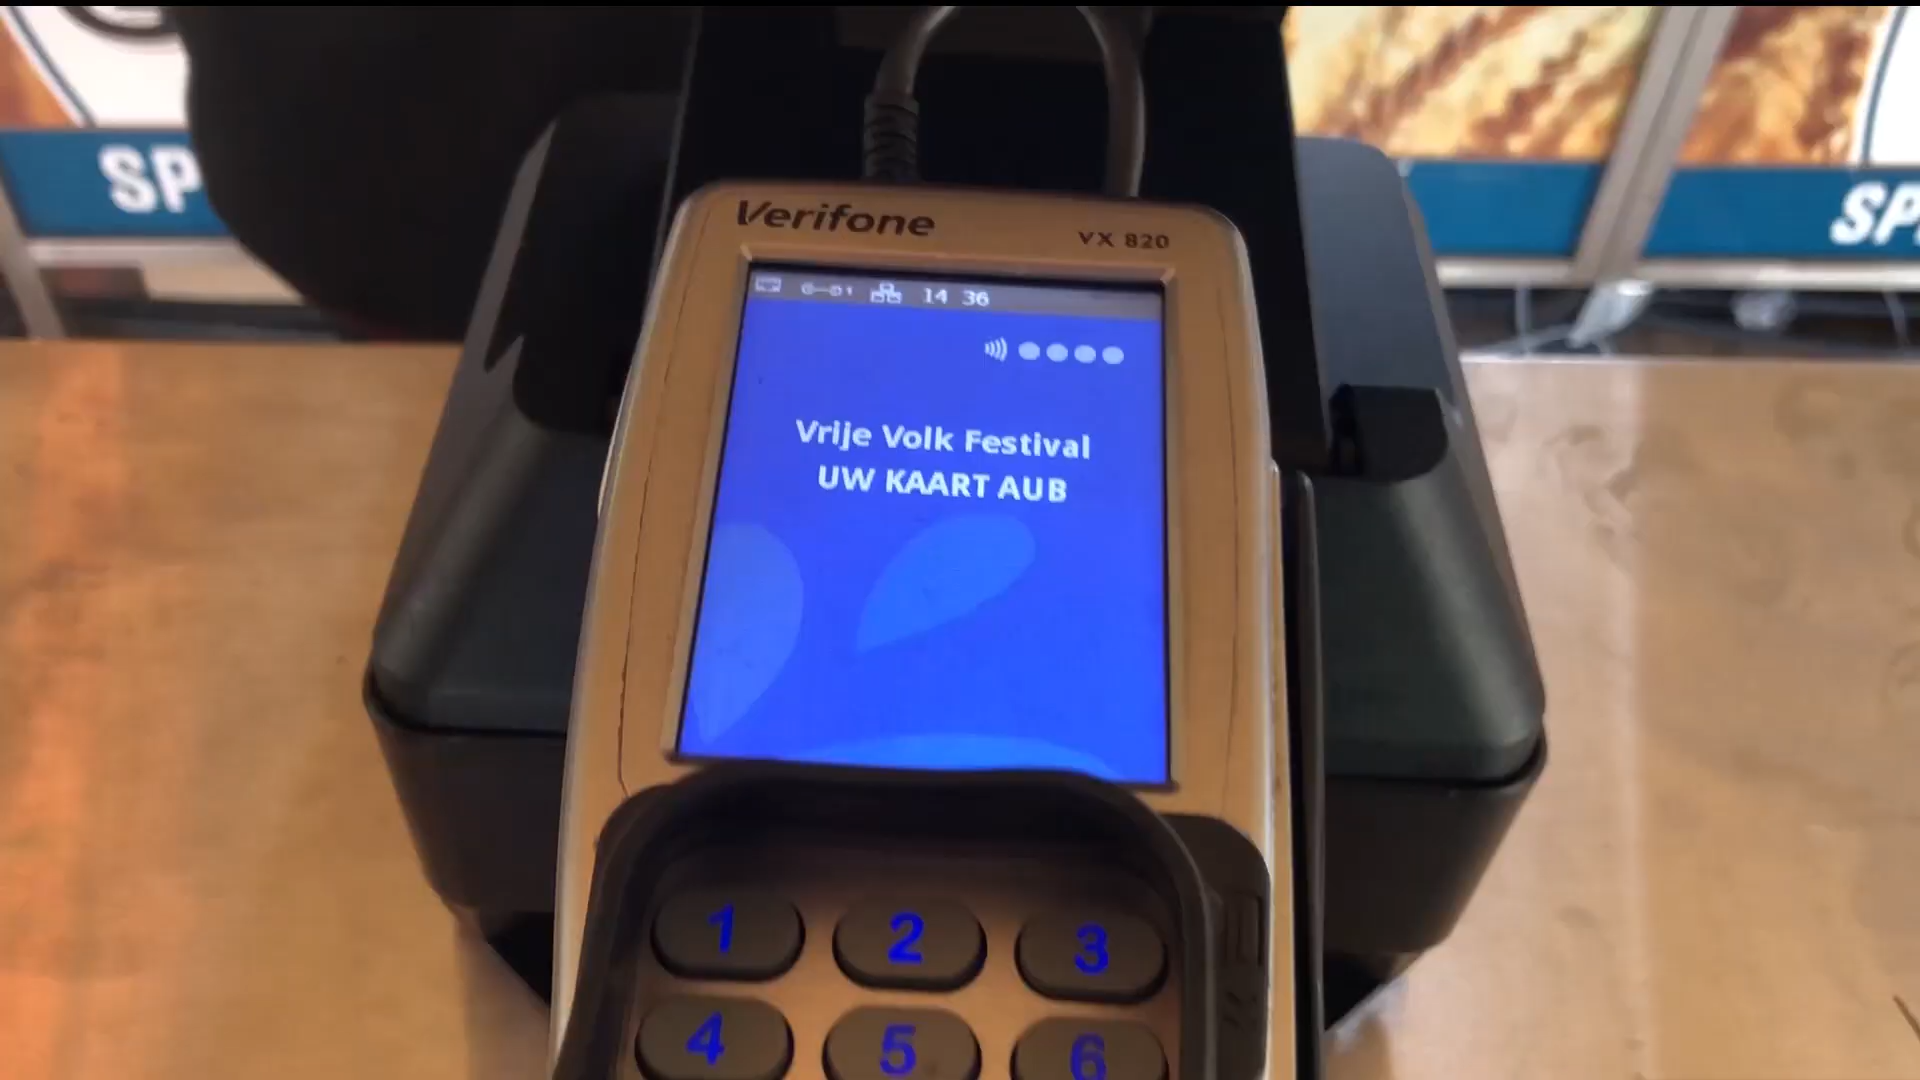 SP
SP
Verifone
VX 820
14 36
Vrije Volk Festival
UW KAART AUB
1 2 3
4 5 6